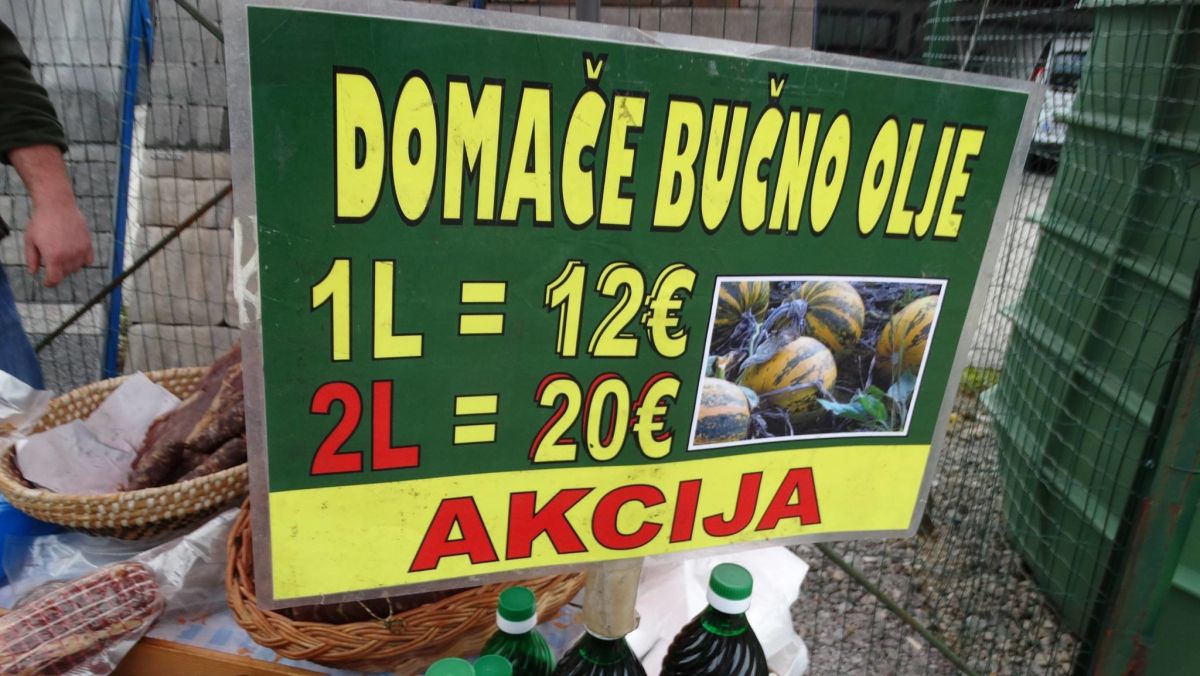 DOMAČE BUČNO OLJE
1L = 12€
2L = 20€
AKCIJA